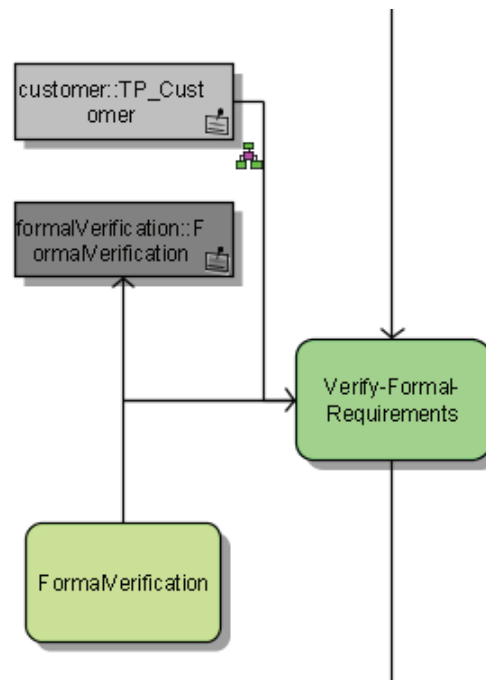 customer::TP_Cust
omer
formalVerification::F
ormalVerification
Verify-Formal-
Requirements
FormalVerification